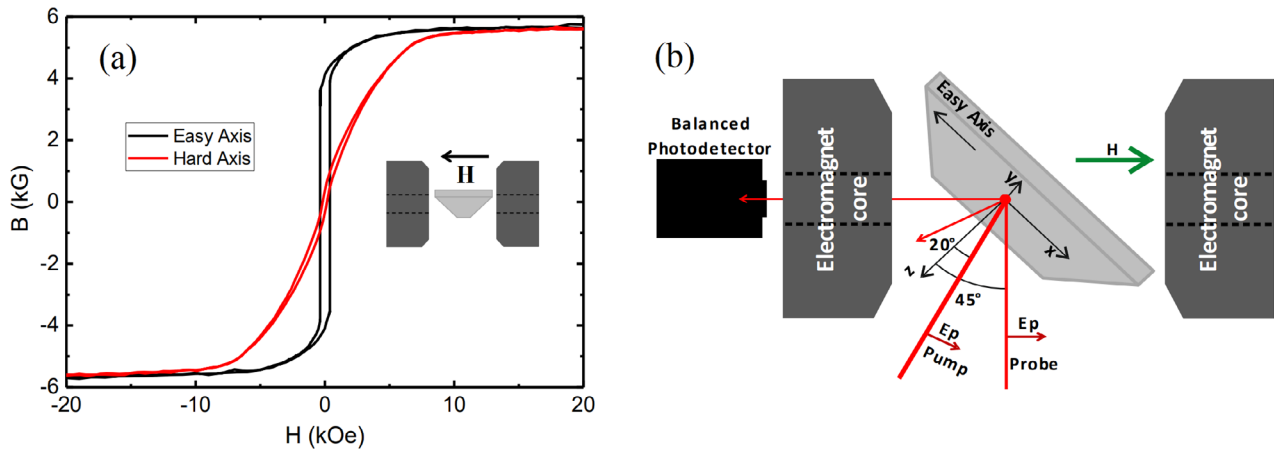 (a)
B (kG)
6
4
2
0
-2
-4
-6
Easy Axis
Hard Axis
H
-20
-10
0
10
20
H (kOe)
(b)
Balanced
Photodetector
Electromagnet
core
Easy Axis
H
Electromagnet
core
y
x
z
20°
45°
Ep
Pump
Ep
Probe